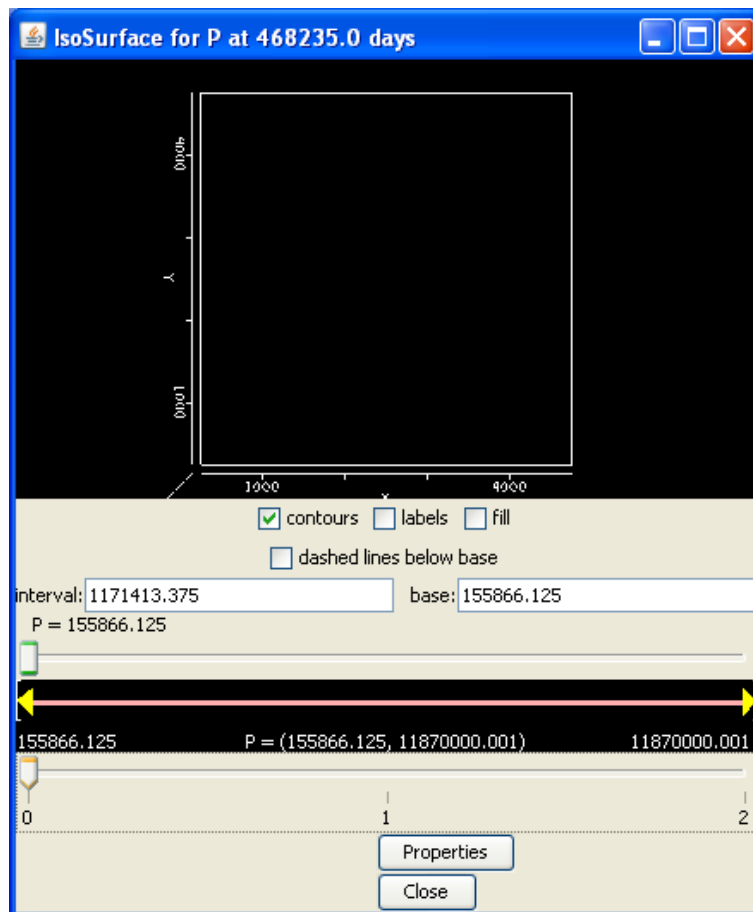 IsoSurface for P at 468235.0 days
4000
Y
1000
1000 4000
X
contours labels fill
dashed lines below base
interval: 1171413.375 base: 155866.125
P = 155866.125
155866.125 P = (155866.125, 11870000.001) 11870000.001
0 1 2
Properties
Close